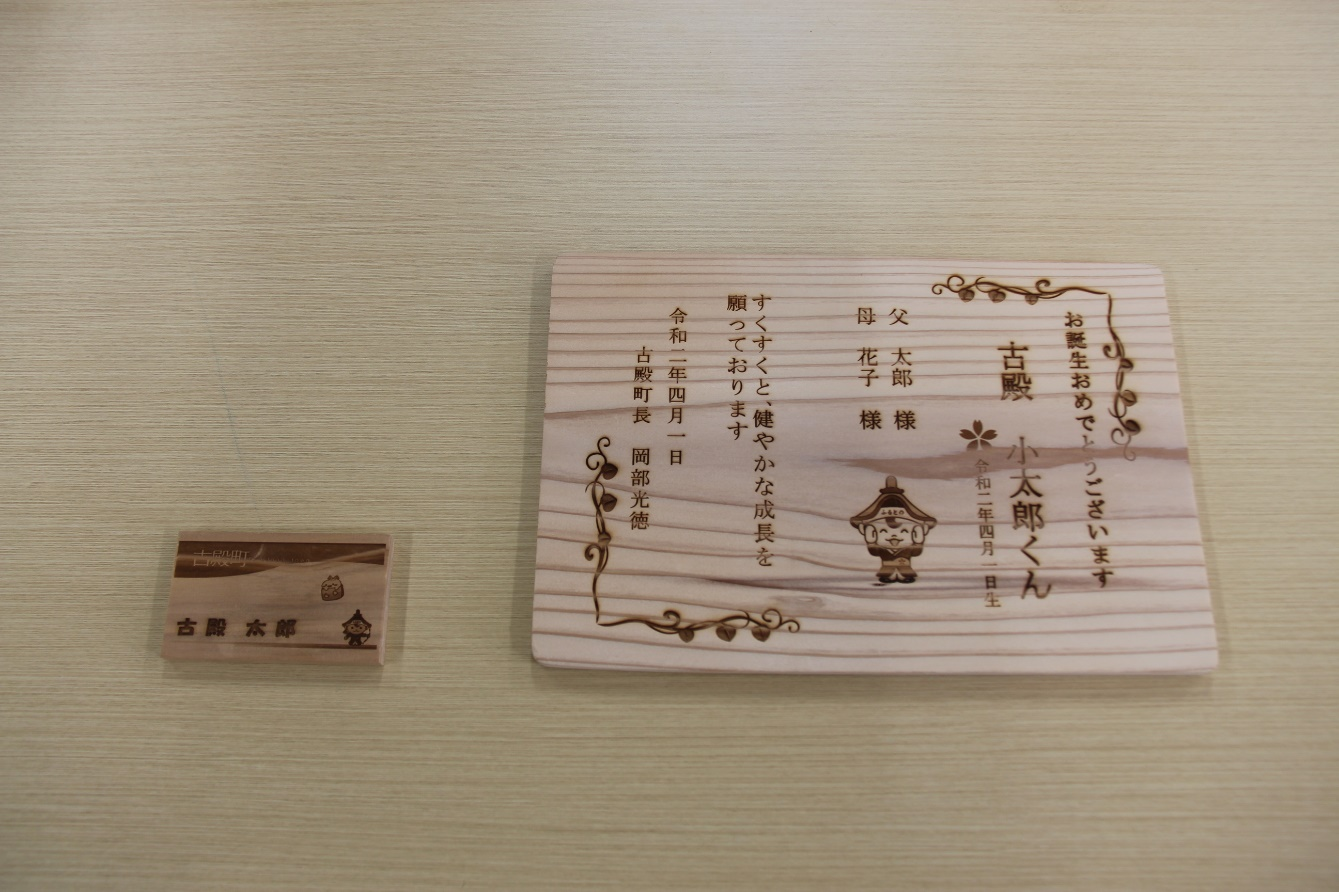 お誕生おめでとうございます
古殿 小太郎くん
令和二年四月一日生
父 太郎 様
母 花子 様
ふるどの
すくすくと、健やかな成長を
願っております
令和二年四月一日
古殿町長 岡部光徳
古殿町
古殿 太郎